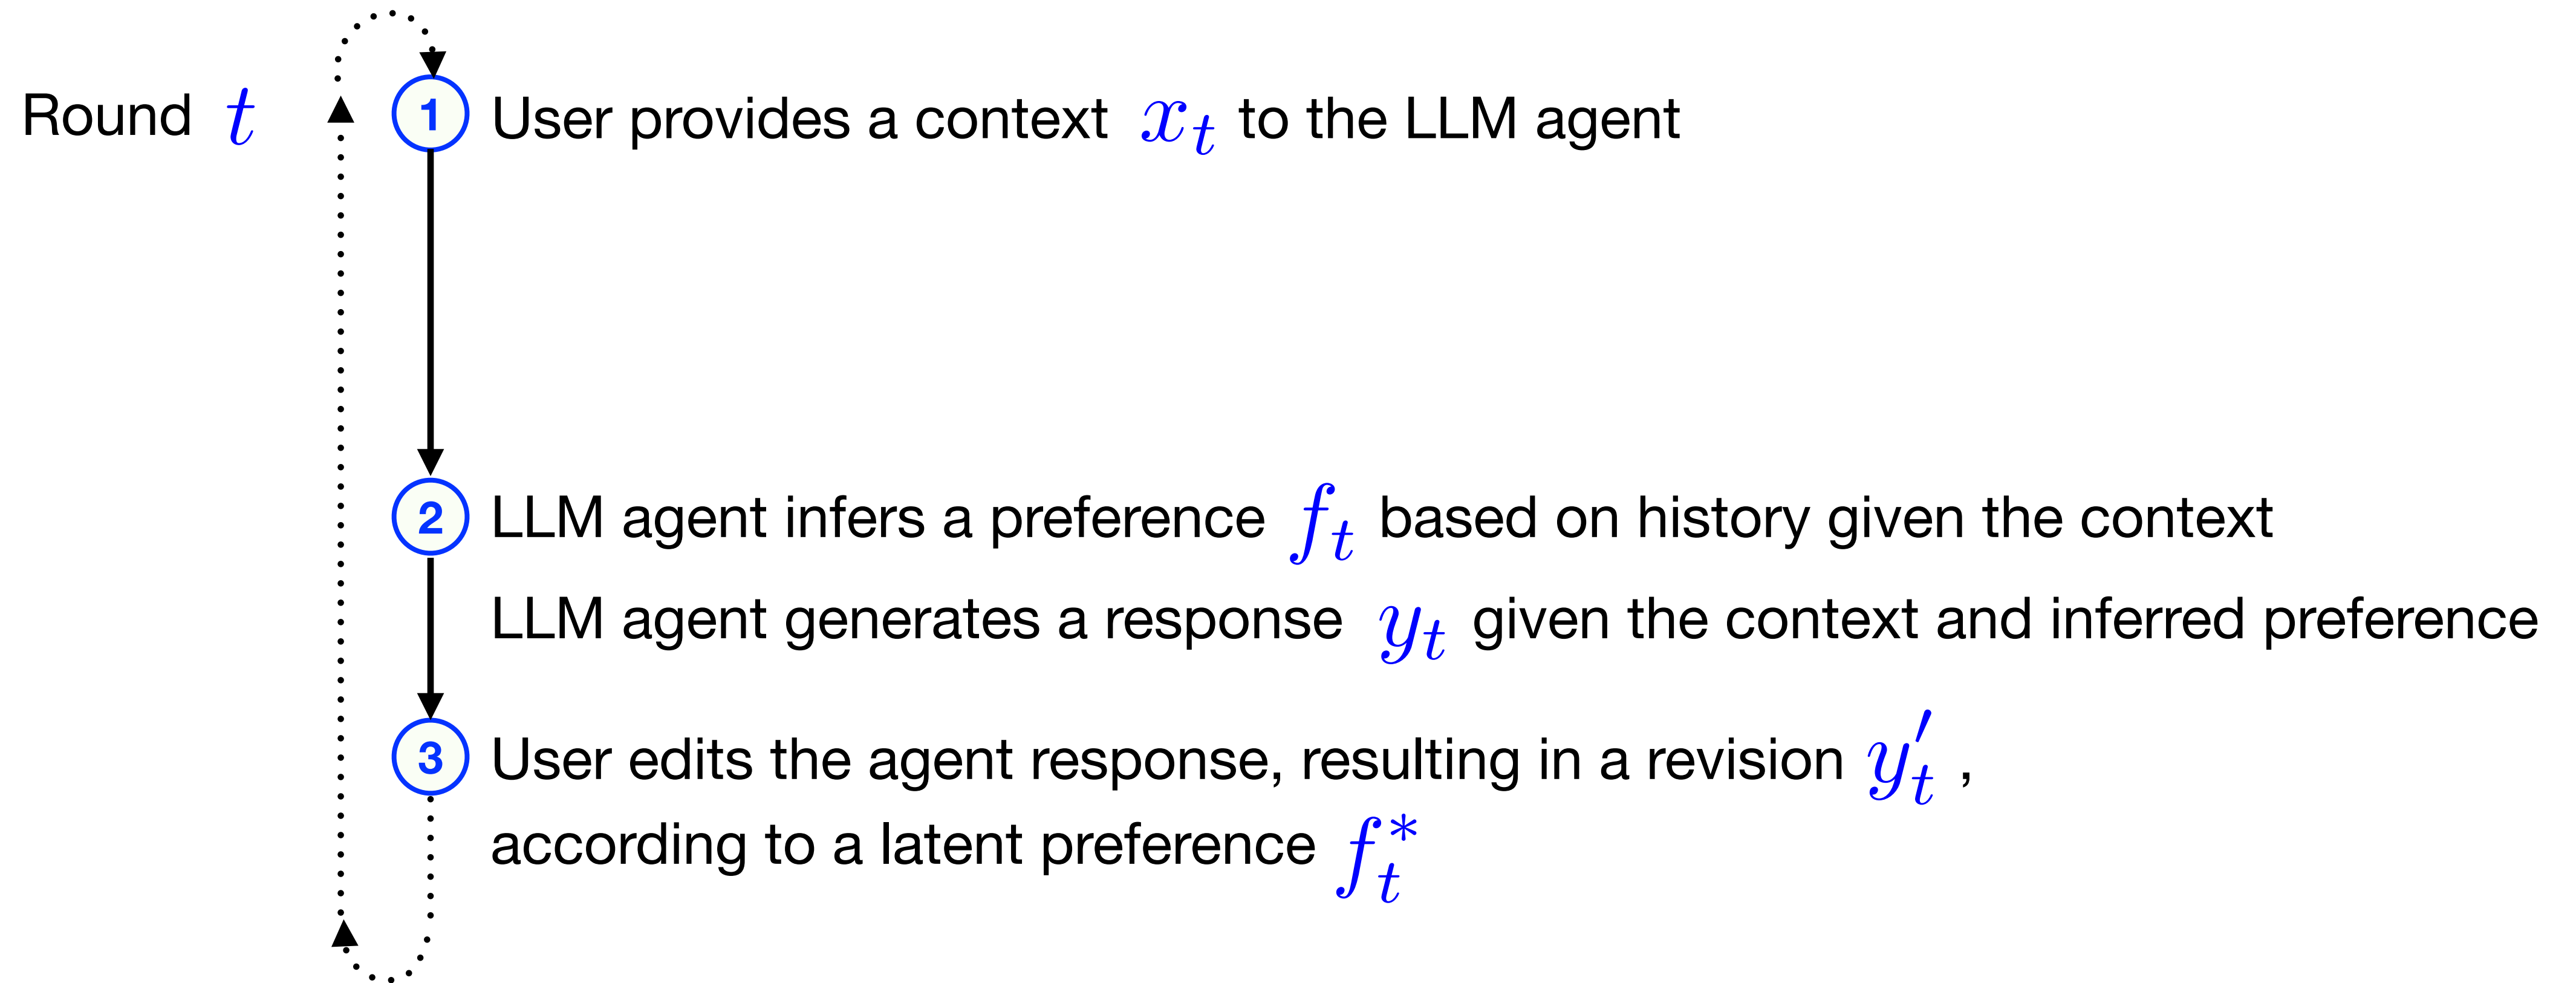 Round t
1 User provides a context x_t to the LLM agent
2 LLM agent infers a preference f_t based on history given the context
LLM agent generates a response y_t given the context and inferred preference
3 User edits the agent response, resulting in a revision y'_t ,
according to a latent preference f*_t